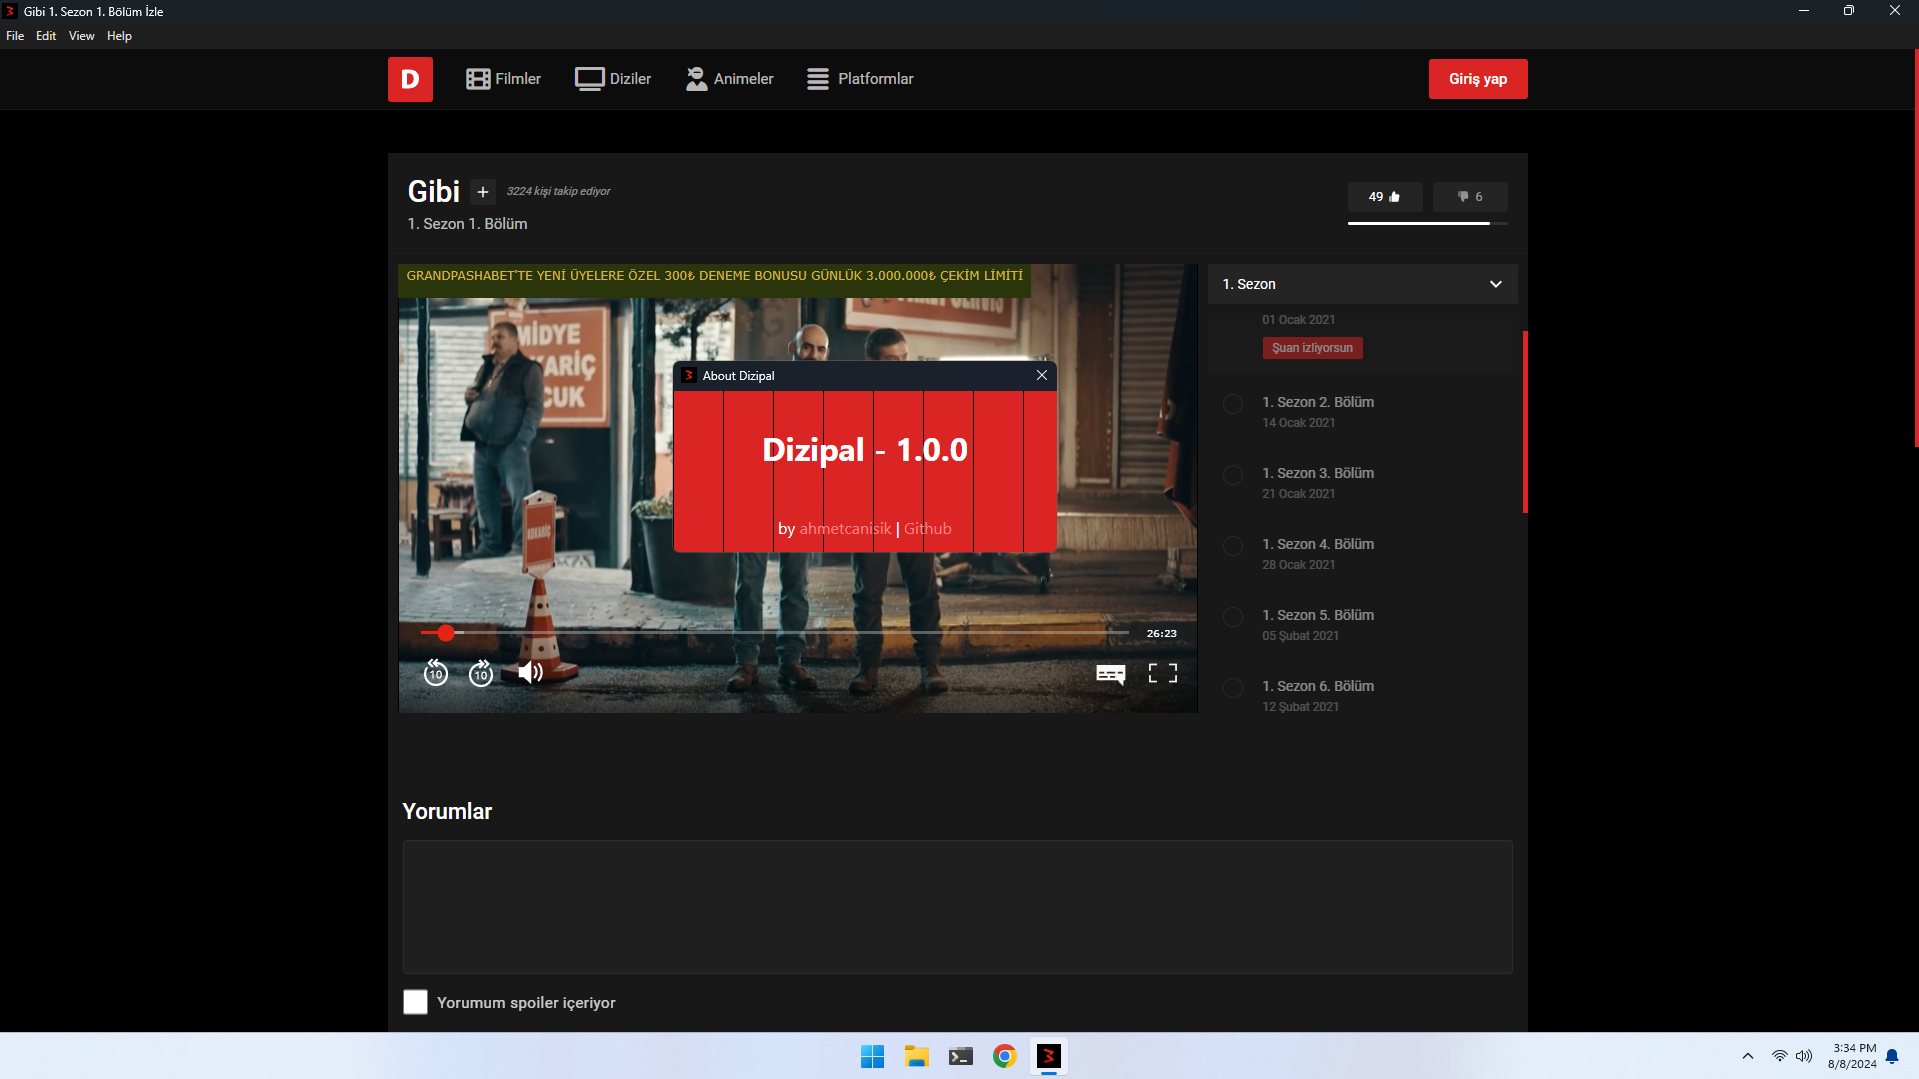 Gibi 1. Sezon 1. Bölüm İzle
File Edit View Help
D
Filmler
Diziler
Animeler
Platformlar
Giriş yap
Gibi + 3224 kişi takip ediyor
1. Sezon 1. Bölüm
49
6
GRANDPASHABET'TE YENİ ÜYELERE ÖZEL 300₺ DENEME BONUSU GÜNLÜK 3.000.000₺ ÇEKİM LİMİTİ
MİDYE
KOKARİÇ
About Dizipal
Dizipal - 1.0.0
by ahmetcanisik | Github
26:23
10
10
1. Sezon
01 Ocak 2021
Şuan izliyorsun
1. Sezon 2. Bölüm
14 Ocak 2021
1. Sezon 3. Bölüm
21 Ocak 2021
1. Sezon 4. Bölüm
28 Ocak 2021
1. Sezon 5. Bölüm
05 Şubat 2021
1. Sezon 6. Bölüm
12 Şubat 2021
Yorumlar
Yorumum spoiler içeriyor
3:34 PM
8/8/2024